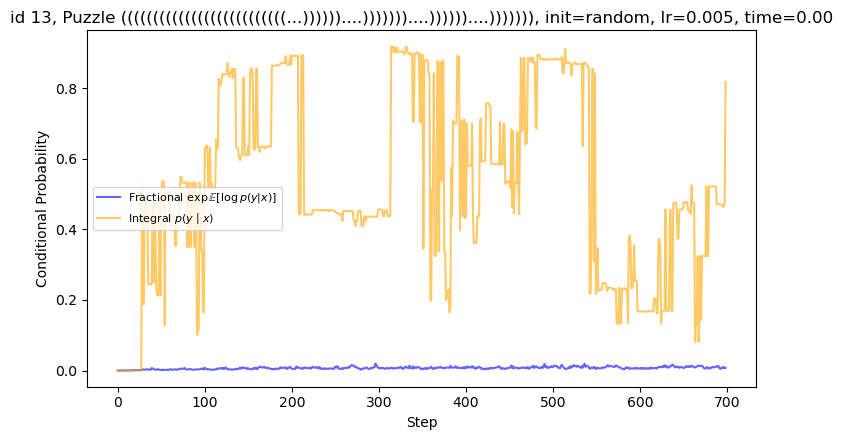 id 13, Puzzle ((((((((((((((((((((((((((...))))))....)))))))....))))))....))))))), init=random, lr=0.005, time=0.00
Conditional Probability
0.8
0.6
0.4
0.2
0.0
Fractional exp𝔼[log p(y|x)]
Integral p(y | x)
0 100 200 300 400 500 600 700
Step